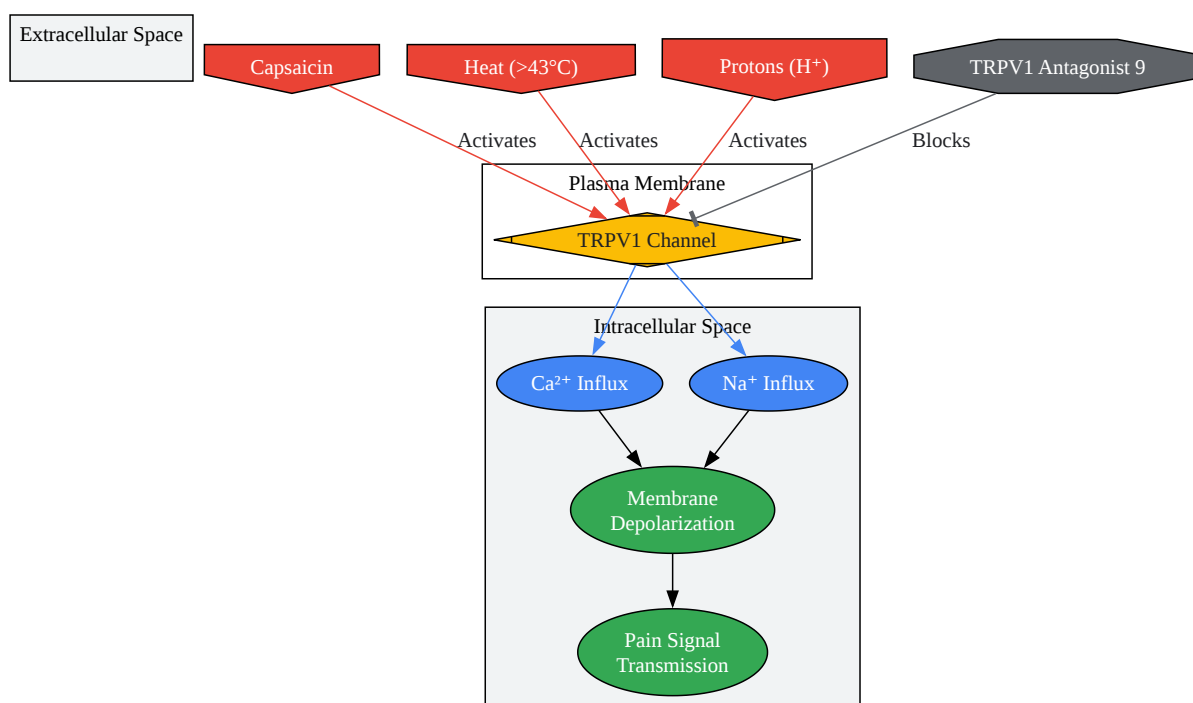 Extracellular Space
Capsaicin
Heat (>43°C)
Protons (H⁺)
TRPV1 Antagonist 9
Activates
Activates
Activates
Blocks
Plasma Membrane
TRPV1 Channel
Intracellular Space
Ca²⁺ Influx
Na⁺ Influx
Membrane
Depolarization
Pain Signal
Transmission